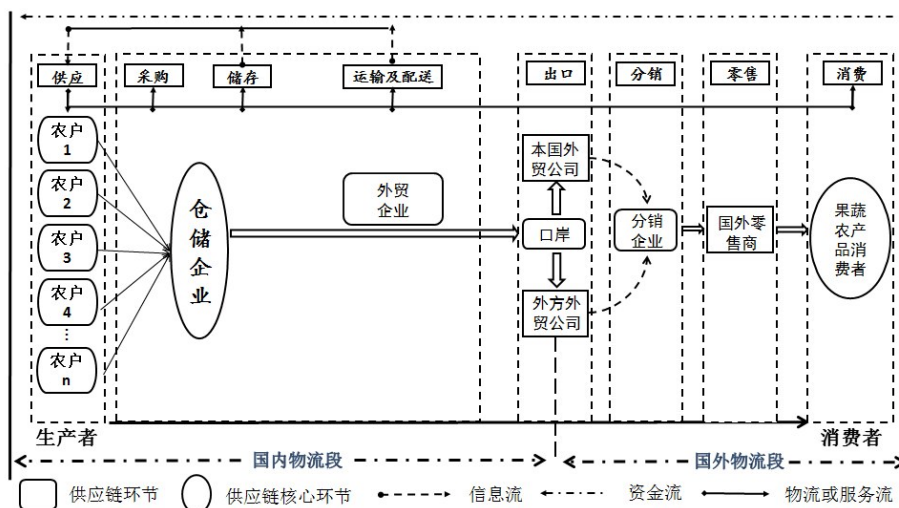 供应
采购
储存
运输及配送
出口
分销
零售
消费
农户
1
农户
2
农户
3
农户
4
⋮
农户
n
仓储企业
外贸
企业
本国外
贸公司
口岸
外方外
贸公司
分销
企业
国外零
售商
果蔬
农产
品消
费者
生产者
消费者
国内物流段
国外物流段
供应链环节
供应链核心环节
信息流
资金流
物流或服务流